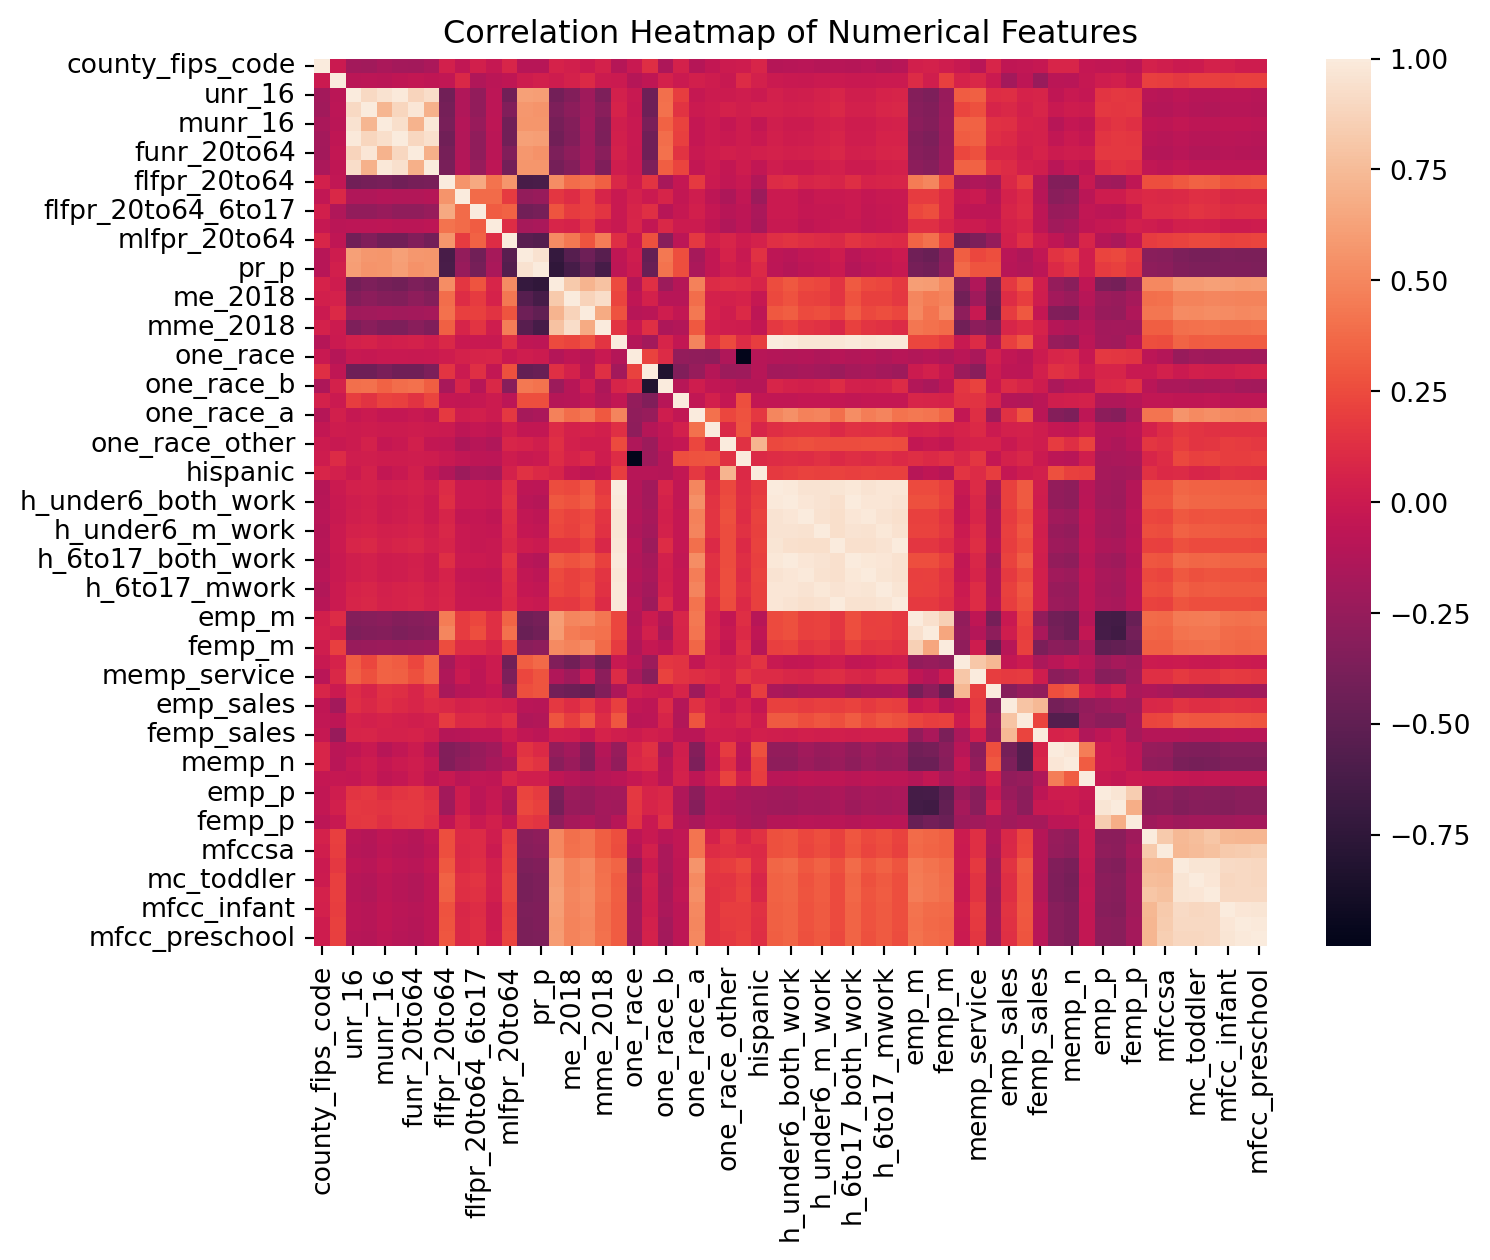 Correlation Heatmap of Numerical Features
county_fips_code
unr_16
munr_16
funr_20to64
flfpr_20to64
flfpr_20to64_6to17
mlfpr_20to64
pr_p
me_2018
mme_2018
one_race
one_race_b
one_race_a
one_race_other
hispanic
h_under6_both_work
h_under6_m_work
h_6to17_both_work
h_6to17_mwork
emp_m
femp_m
memp_service
emp_sales
femp_sales
memp_n
emp_p
femp_p
mfccsa
mc_toddler
mfcc_infant
mfcc_preschool
county_fips_code
unr_16
munr_16
funr_20to64
flfpr_20to64
flfpr_20to64_6to17
mlfpr_20to64
pr_p
me_2018
mme_2018
one_race
one_race_b
one_race_a
one_race_other
hispanic
h_under6_both_work
h_under6_m_work
h_6to17_both_work
h_6to17_mwork
emp_m
femp_m
memp_service
emp_sales
femp_sales
memp_n
emp_p
femp_p
mfccsa
mc_toddler
mfcc_infant
mfcc_preschool
1.00
0.75
0.50
0.25
0.00
−0.25
−0.50
−0.75